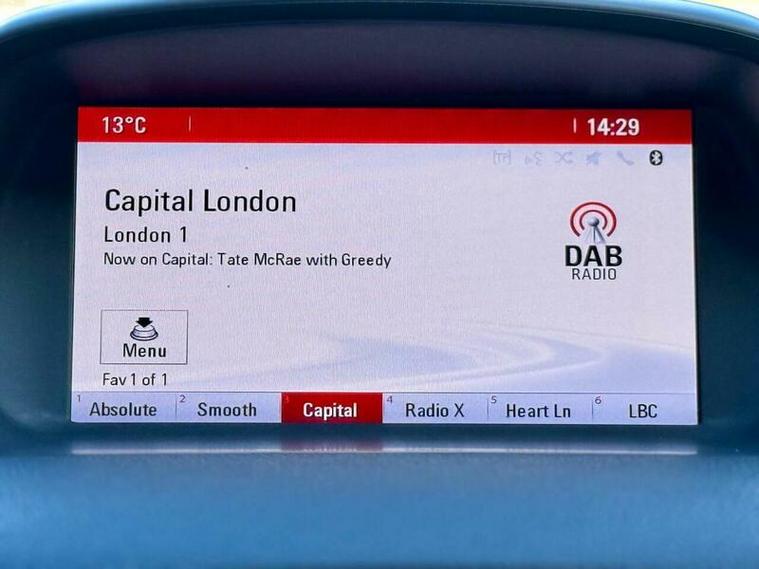 13°C 14:29
Capital London
London 1
Now on Capital: Tate McRae with Greedy
DAB
RADIO
Menu
Fav 1 of 1
1 Absolute 2 Smooth 3 Capital 4 Radio X 5 Heart Ln 6 LBC